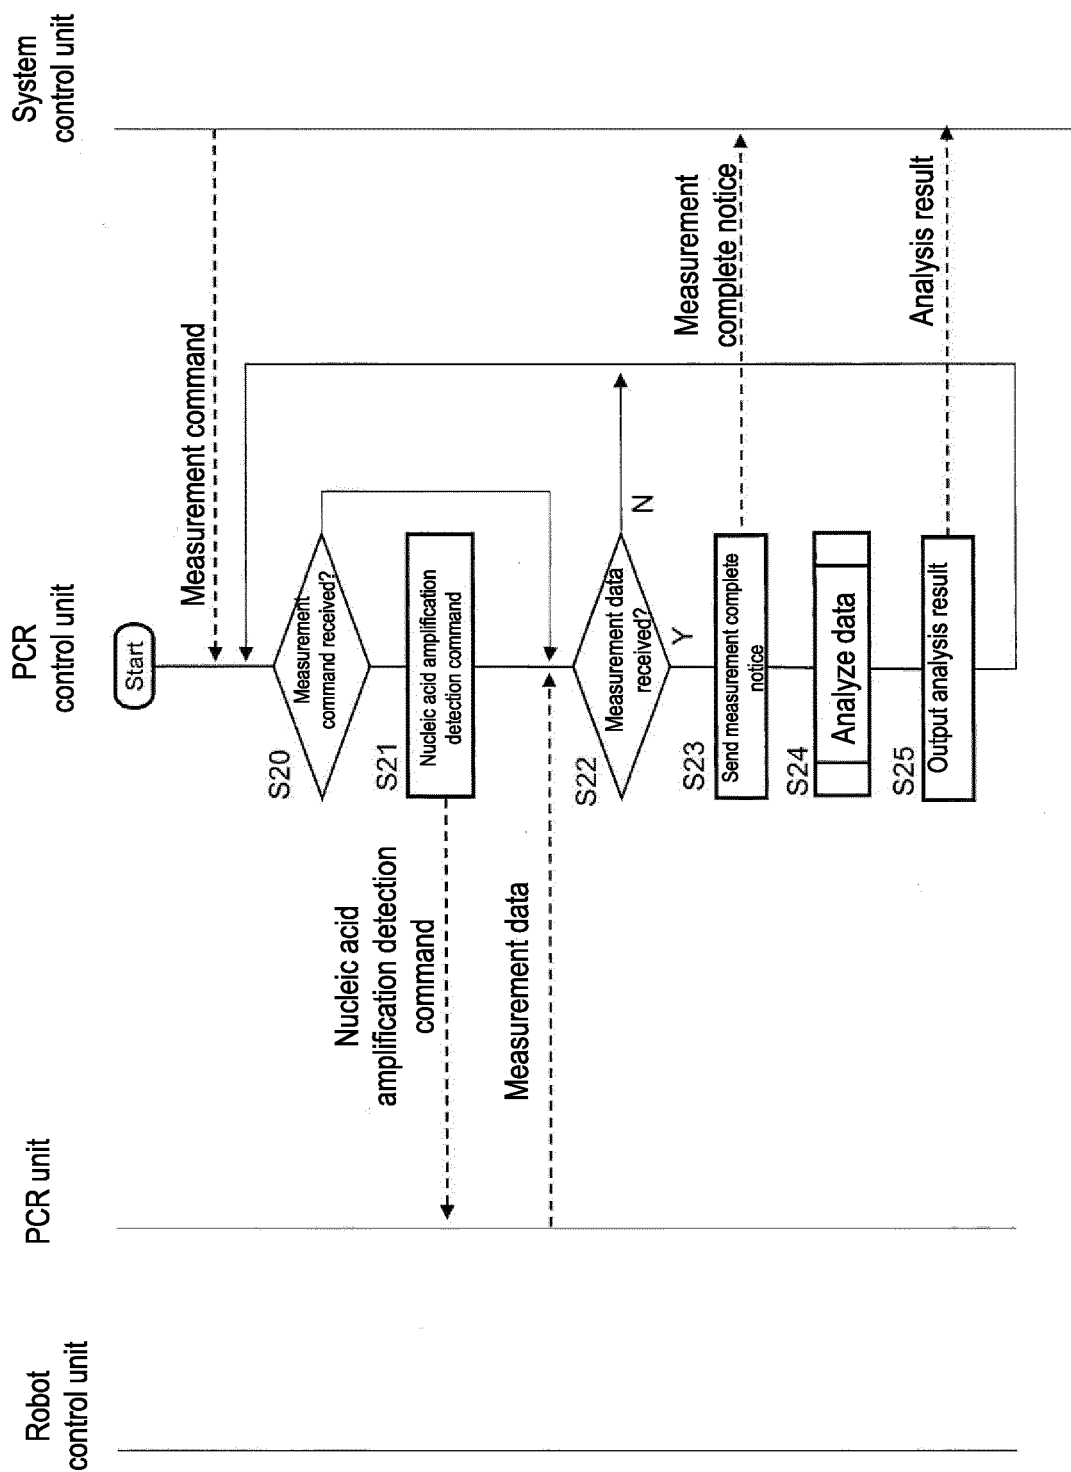 Robot
control unit
PCR unit
PCR
control unit
System
control unit
Start
Measurement command
S20
Measurement
command received?
S21
Nucleic acid amplification
detection command
Nucleic acid
amplification detection
command
Measurement data
S22
Measurement data
received?
N
Y
S23
Send measurement complete
notice
Measurement
complete notice
S24
Analyze data
S25
Output analysis result
Analysis result